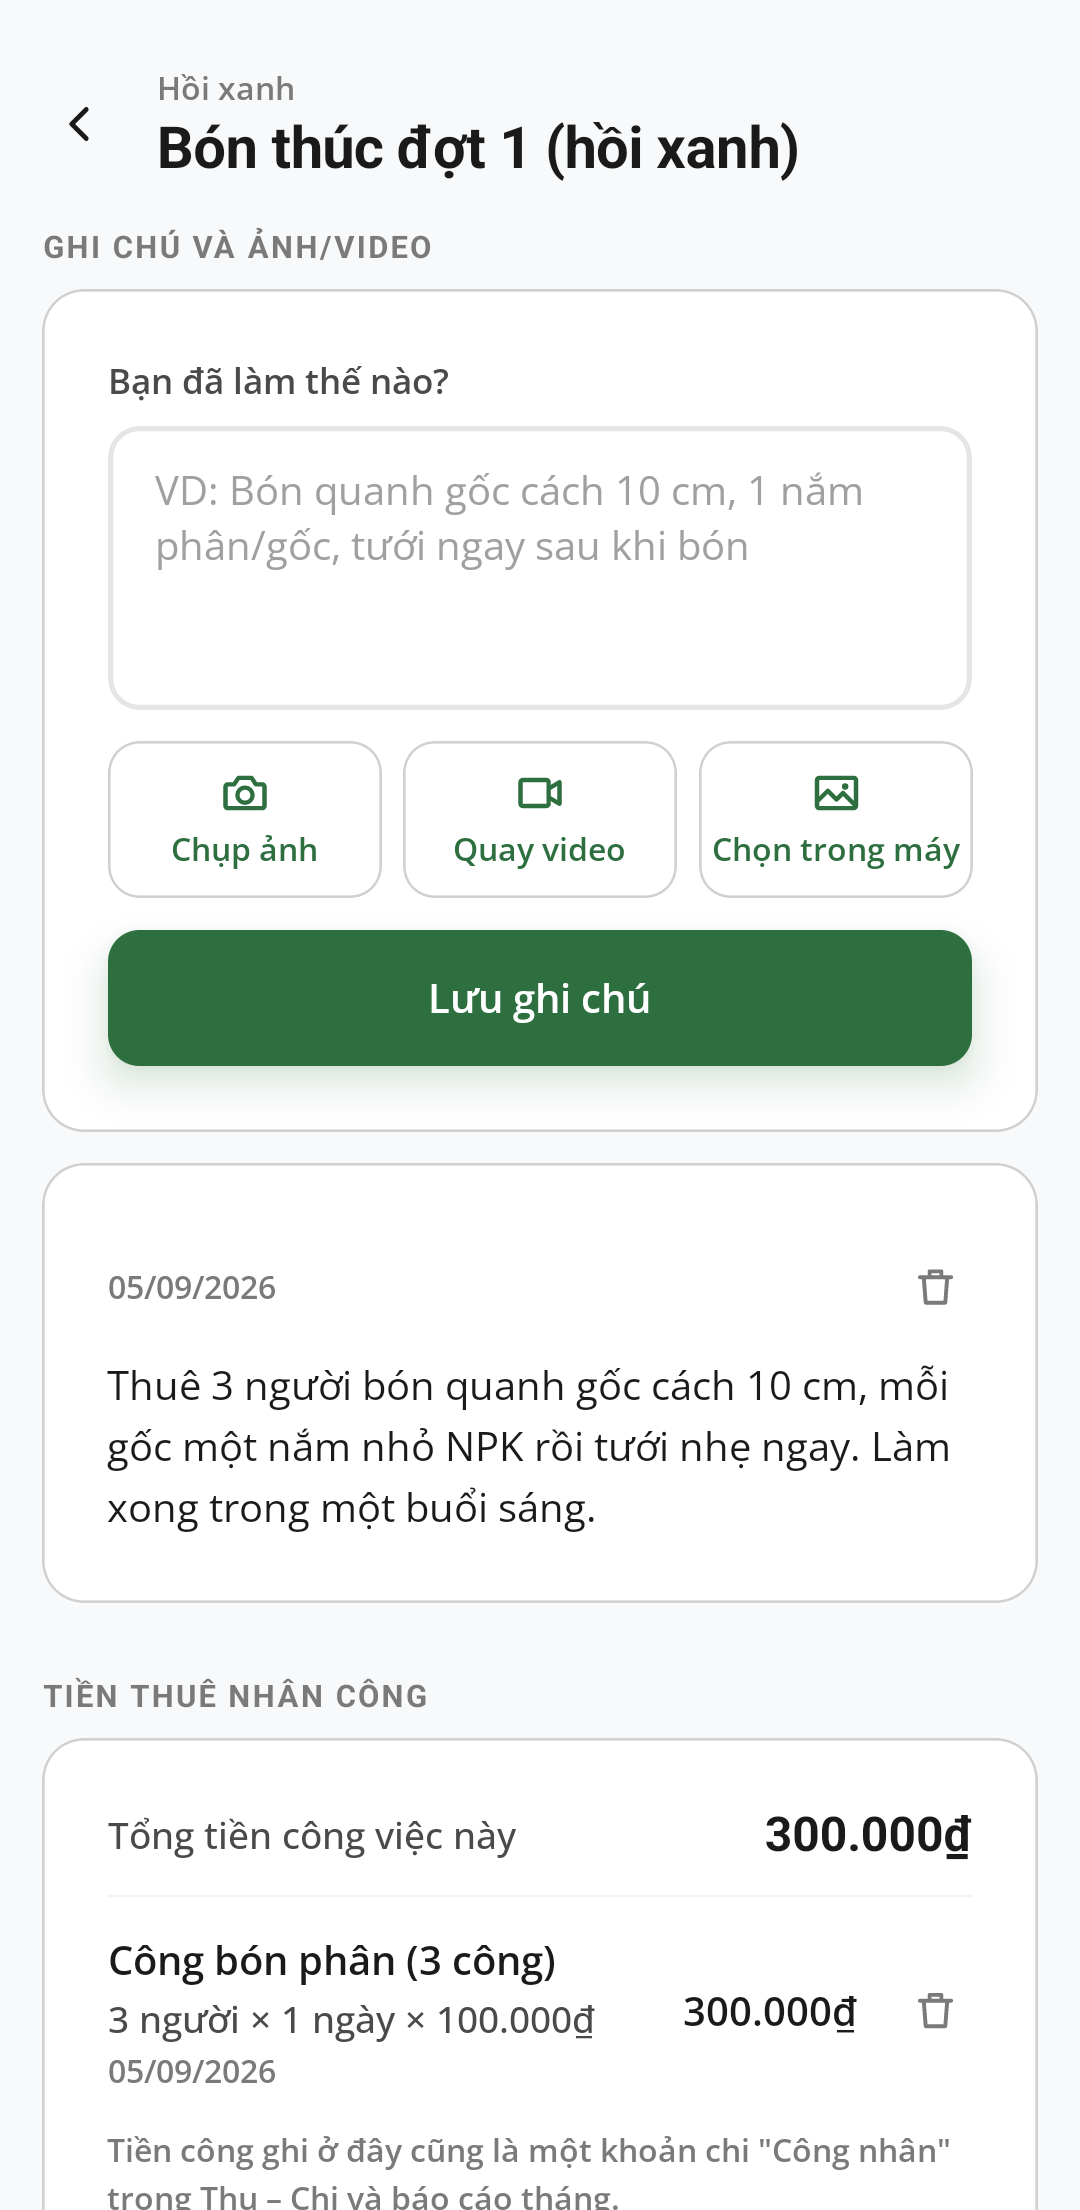 Hồi xanh
Bón thúc đợt 1 (hồi xanh)
GHI CHÚ VÀ ẢNH/VIDEO
Bạn đã làm thế nào?
VD: Bón quanh gốc cách 10 cm, 1 nắm
phân/gốc, tưới ngay sau khi bón
Chụp ảnh
Quay video
Chọn trong máy
Lưu ghi chú
05/09/2026
Thuê 3 người bón quanh gốc cách 10 cm, mỗi
gốc một nắm nhỏ NPK rồi tưới nhẹ ngay. Làm
xong trong một buổi sáng.
TIỀN THUÊ NHÂN CÔNG
Tổng tiền công việc này
300.000₫
Công bón phân (3 công)
3 người × 1 ngày × 100.000₫
300.000₫
05/09/2026
Tiền công ghi ở đây cũng là một khoản chi "Công nhân"
trong Thu – Chi và báo cáo tháng.